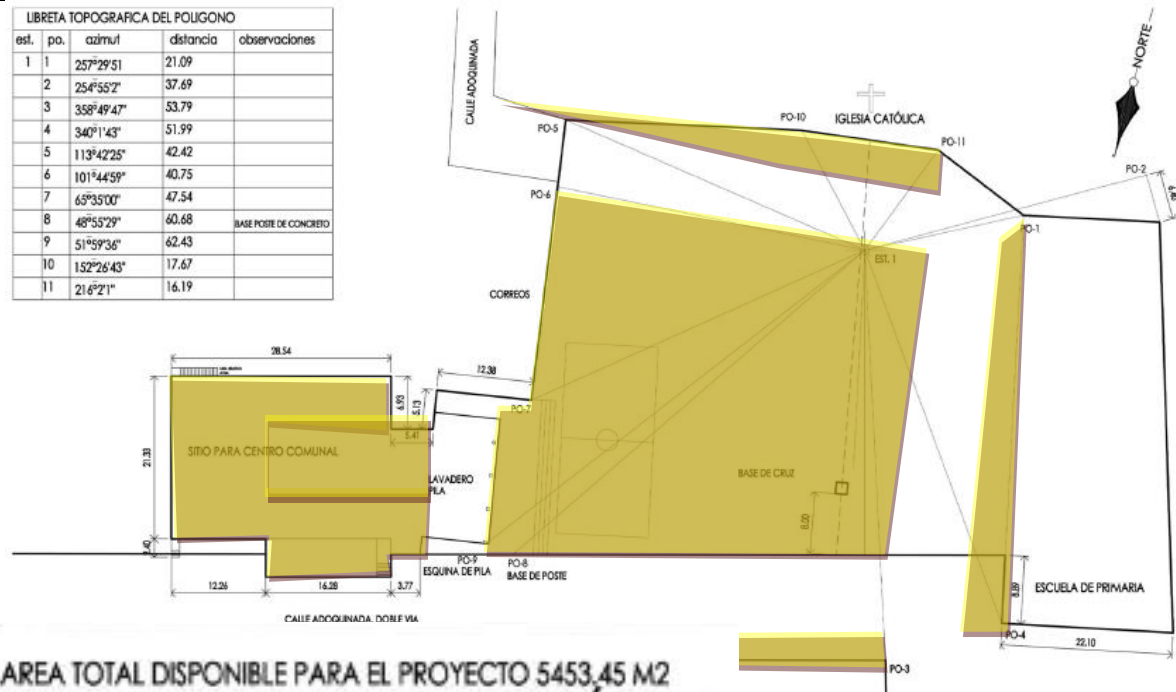 LIBRETA TOPOGRAFICA DEL POLIGONO
est. po. azimut distancia observaciones
1 1 257°29'51 21.09
2 254°55'2" 37.69
3 358°49'47" 53.79
4 340°1'43" 51.99
5 113°42'25" 42.42
6 101°44'59" 40.75
7 65°35'00" 47.54
8 48°55'29" 60.68 BASE POSTE DE CONCRETO
9 51°59'36" 62.43
10 152°26'43" 17.67
11 216°2'1" 16.19
CALLE ADOQUINADA
NORTE
IGLESIA CATÓLICA
PO-10
PO-5
PO-11
PO-2
PO-6
PO-1
EST. 1
CORREOS
28.54
12.38
6.93
5.13
5.41
PO-7
21.33
SITIO PARA CENTRO COMUNAL
LAVADERO
PILA
BASE DE CRUZ
8.00
PO-9
PO-8
ESQUINA DE PILA
BASE DE POSTE
12.26
16.28
3.77
8.89
ESCUELA DE PRIMARIA
CALLE ADOQUINADA, DOBLE VIA
PO-4
22.10
PO-3
AREA TOTAL DISPONIBLE PARA EL PROYECTO 5453,45 M2